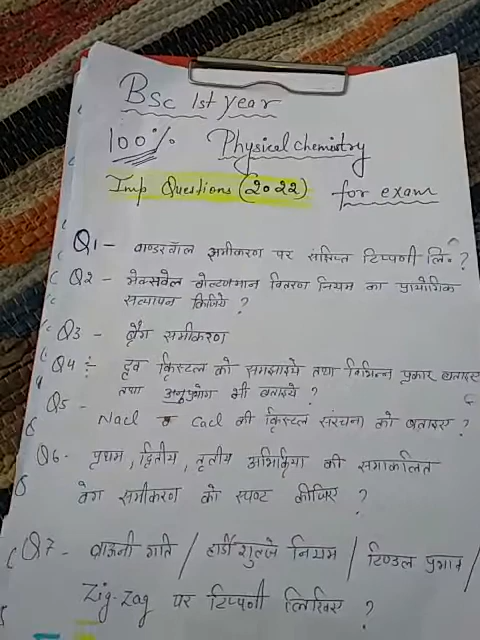 BSc 1st year
100% Physical chemistry
Imp Questions (2022) for exam
Q1 - वाण्डरवॉल समीकरण पर संक्षिप्त टिप्पणी लि० ?
Q2 - मेक्सवेल वोल्टजमान वितरण नियम का प्रायोगिक
सत्यापन किजिये ?
Q3 - ब्रैग समीकरण
Q4 ÷ द्रव क्रिस्टल को समझाइये तथा विभिन्न प्रकार बताइए
तथा अनुप्रयोग भी बताइये ?
Q5 - Nacl व Cacl की क्रिस्टल संरचना को बताइए ?
Q6 - प्रथम, द्वितीय, तृतीय अभिक्रिया की समाकलित
वेग समीकरण को स्पष्ट कीजिए ?
Q7 - ब्राऊनी गति / हार्डी शुल्जे नियम / टिण्डल प्रभाव /
Zig-Zag पर टिप्पणी लिखिए ?